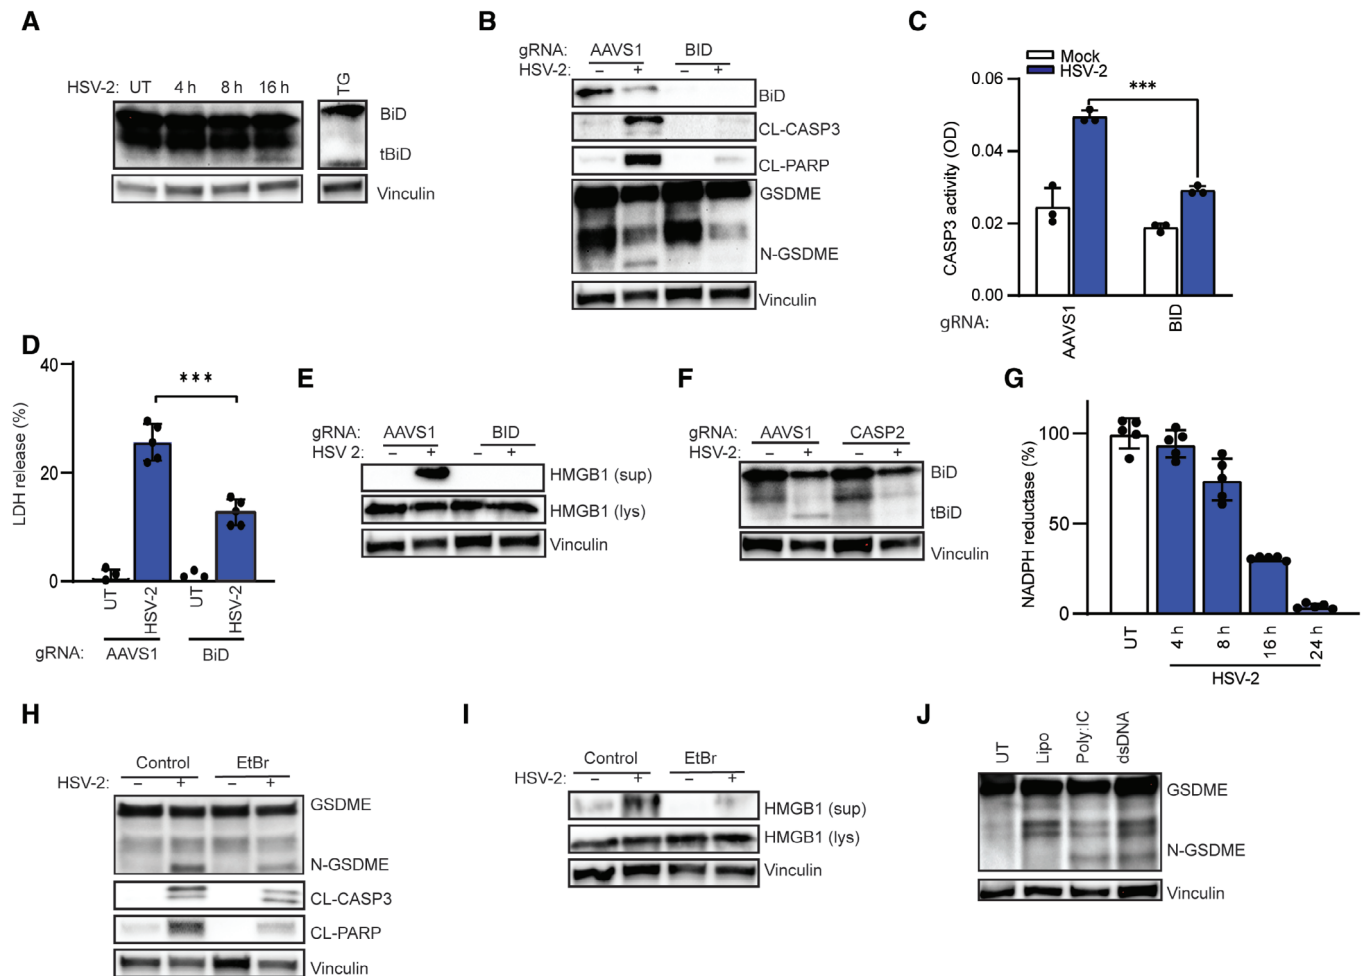 A
HSV-2: UT 4 h 8 h 16 h TG
BiD
tBiD
Vinculin
B
gRNA: AAVS1 BID
HSV-2: – + – +
BiD
CL-CASP3
CL-PARP
GSDME
N-GSDME
Vinculin
C
Mock
HSV-2
***
0.06
0.04
0.02
0.00
CASP3 activity (OD)
gRNA: AAVS1 BID
D
***
40
20
0
LDH release (%)
UT HSV-2 UT HSV-2
gRNA: AAVS1 BiD
E
gRNA: AAVS1 BID
HSV 2: – + – +
HMGB1 (sup)
HMGB1 (lys)
Vinculin
F
gRNA: AAVS1 CASP2
HSV-2: – + – +
BiD
tBiD
Vinculin
G
100
50
0
NADPH reductase (%)
UT 4 h 8 h 16 h 24 h
HSV-2
H
Control EtBr
HSV-2: – + – +
GSDME
N-GSDME
CL-CASP3
CL-PARP
Vinculin
I
Control EtBr
HSV-2: – + – +
HMGB1 (sup)
HMGB1 (lys)
Vinculin
J
UT Lipo Poly:IC dsDNA
GSDME
N-GSDME
Vinculin